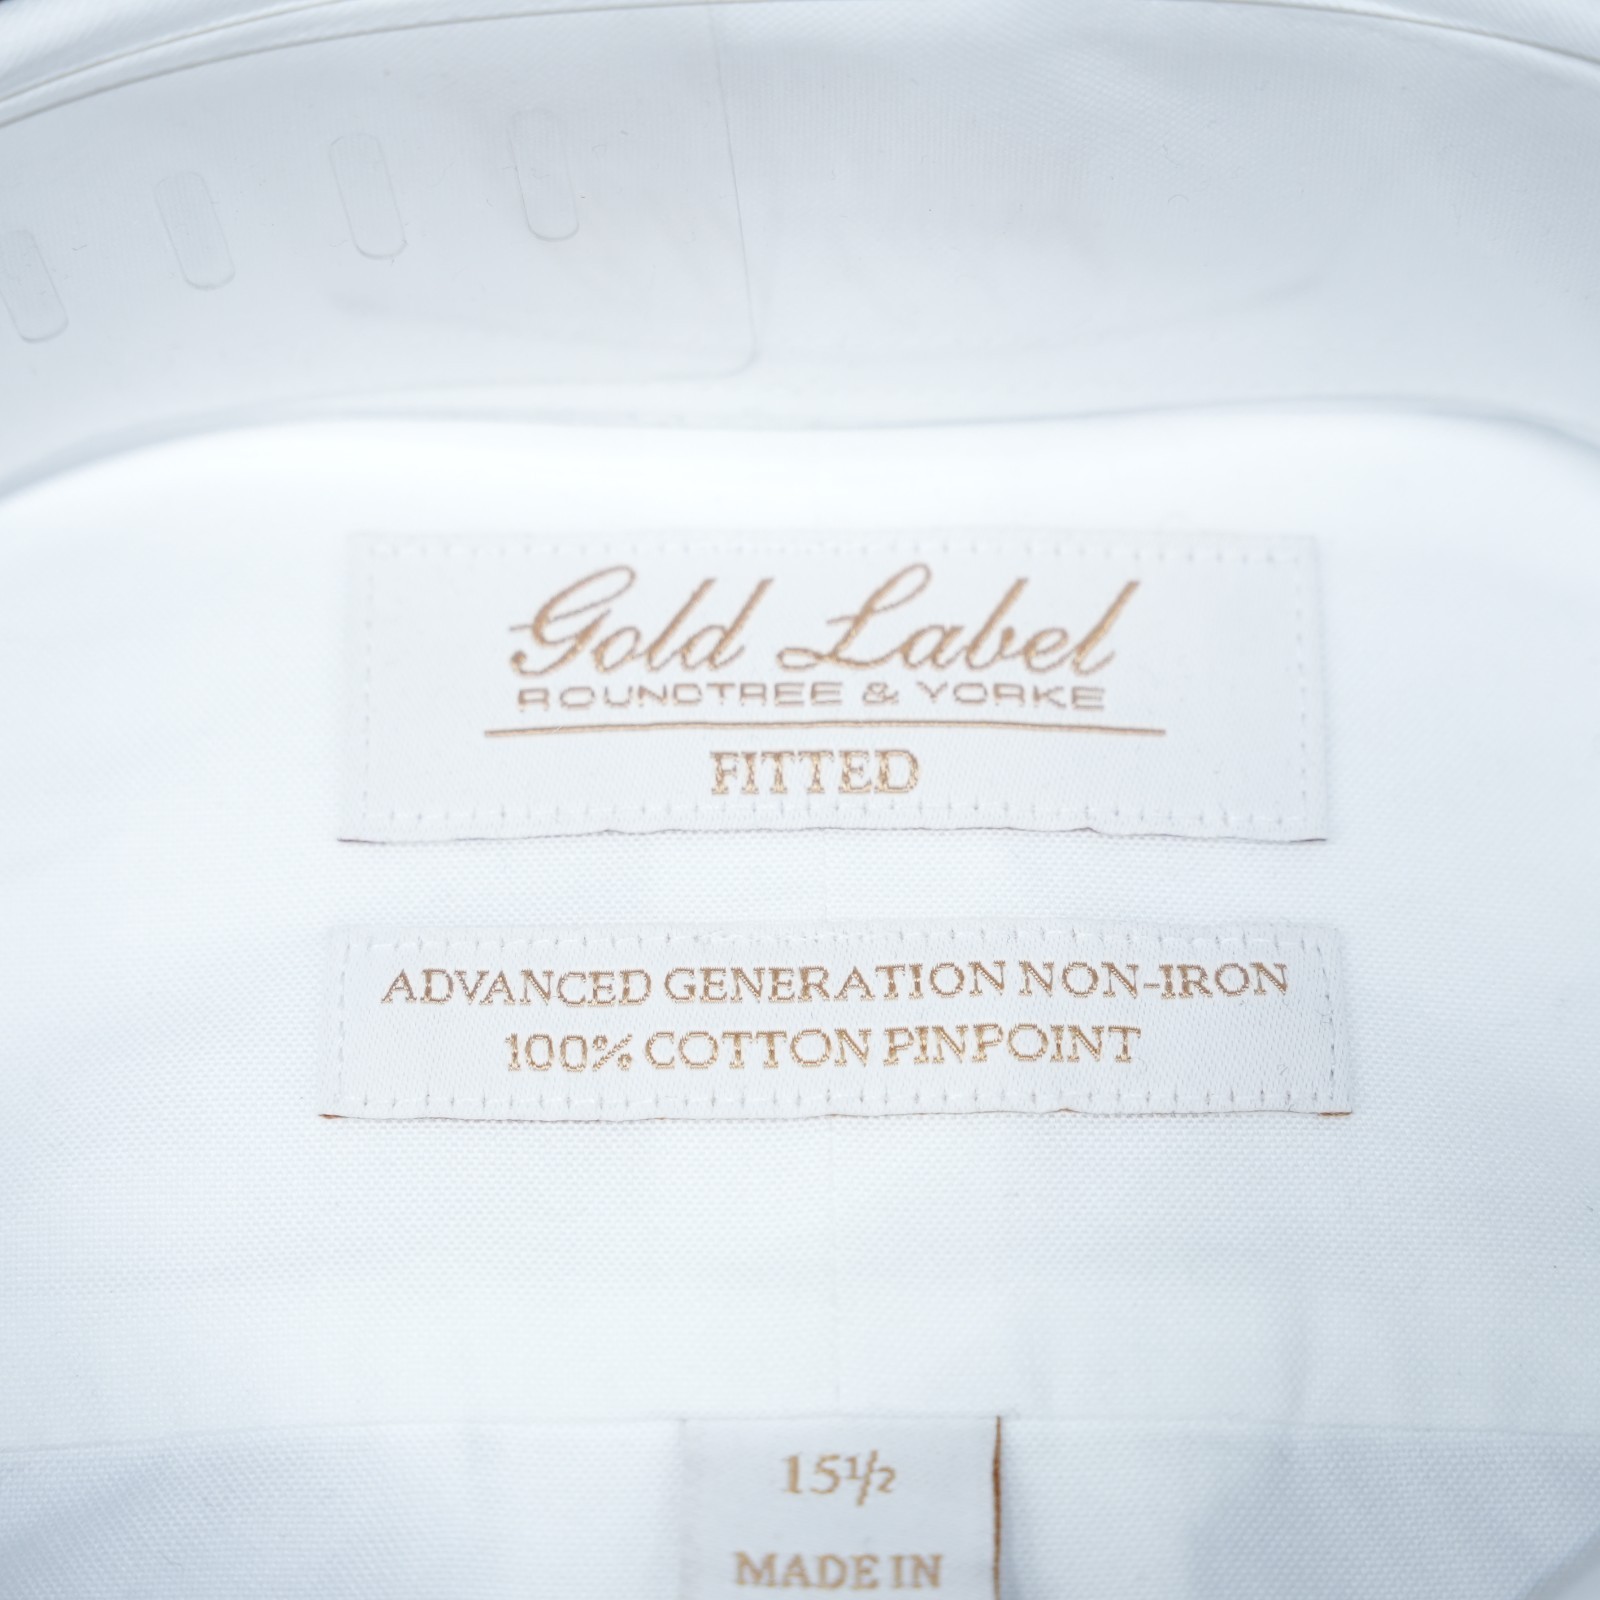 Gold Label
ROUNDTREE & YORKE
FITTED
ADVANCED GENERATION NON-IRON
100% COTTON PINPOINT
15½
MADE IN